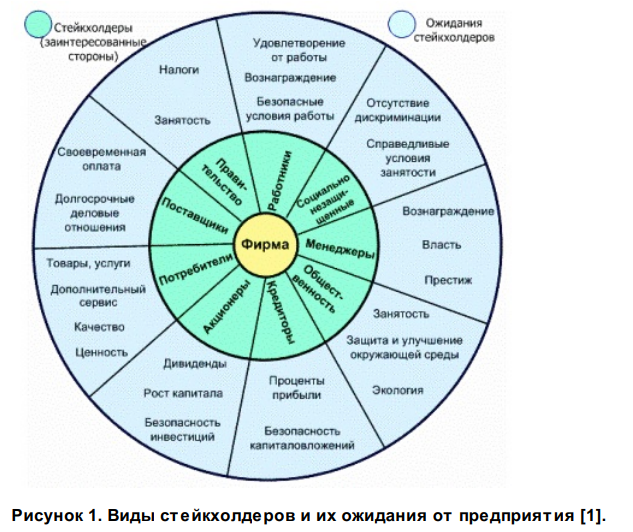 Стейкхолдеры
(заинтересованные
стороны)
Ожидания
стейкхолдеров
Удовлетворение
от работы
Вознаграждение
Безопасные
условия работы
Отсутствие
дискриминации
Справедливые
условия
занятости
Вознаграждение
Власть
Престиж
Занятость
Защита и улучшение
окружающей среды
Экология
Проценты
прибыли
Безопасность
капиталовложений
Дивиденды
Рост капитала
Безопасность
инвестиций
Товары, услуги
Дополнительный
сервис
Качество
Ценность
Своевременная
оплата
Долгосрочные
деловые
отношения
Налоги
Занятость
Прави-
тельство
Работники
Социально
незащи-
щенные
Менеджеры
Общест-
венность
Кредиторы
Акционеры
Потребители
Поставщики
Фирма
Рисунок 1. Виды стейкхолдеров и их ожидания от предприятия [1].